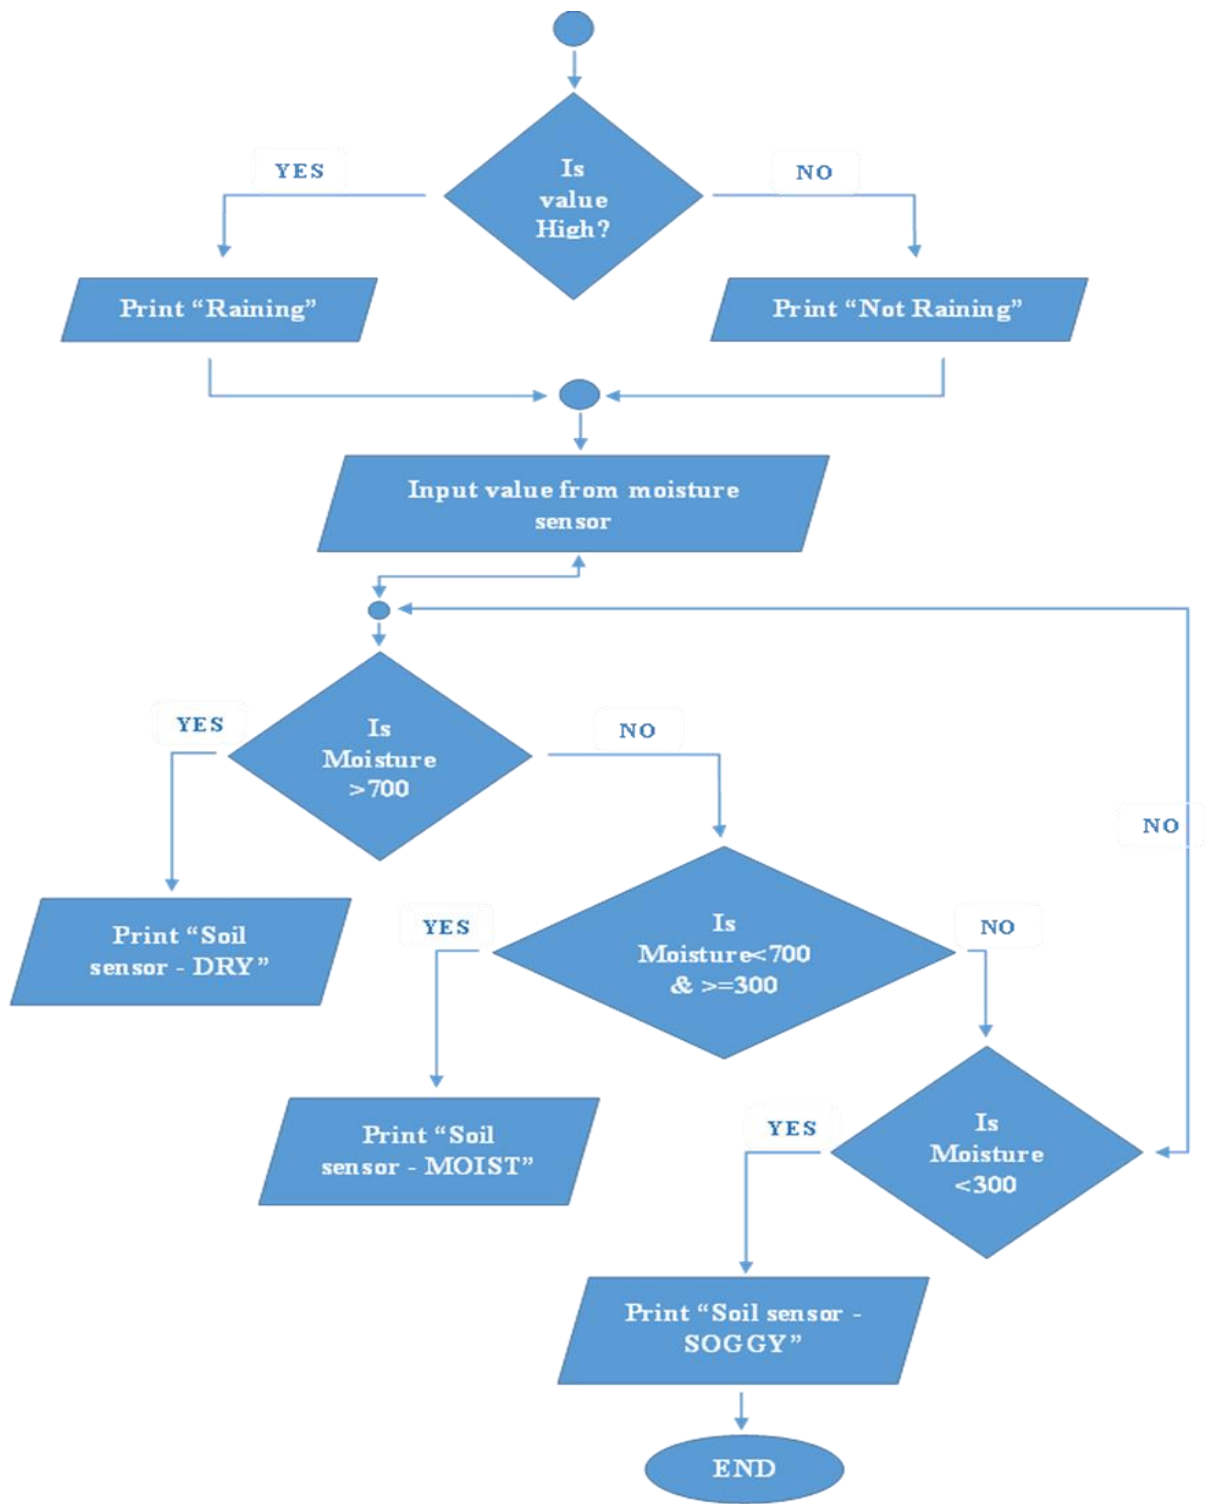 YES
Is
value
High?
NO
Print “Raining”
Print “Not Raining”
Input value from moisture
sensor
YES
Is
Moisture
>700
NO
NO
Print “Soil
sensor - DRY”
YES
Is
Moisture<700
& >=300
NO
Print “Soil
sensor - MOIST”
YES
Is
Moisture
<300
Print “Soil sensor -
SOGGY”
END